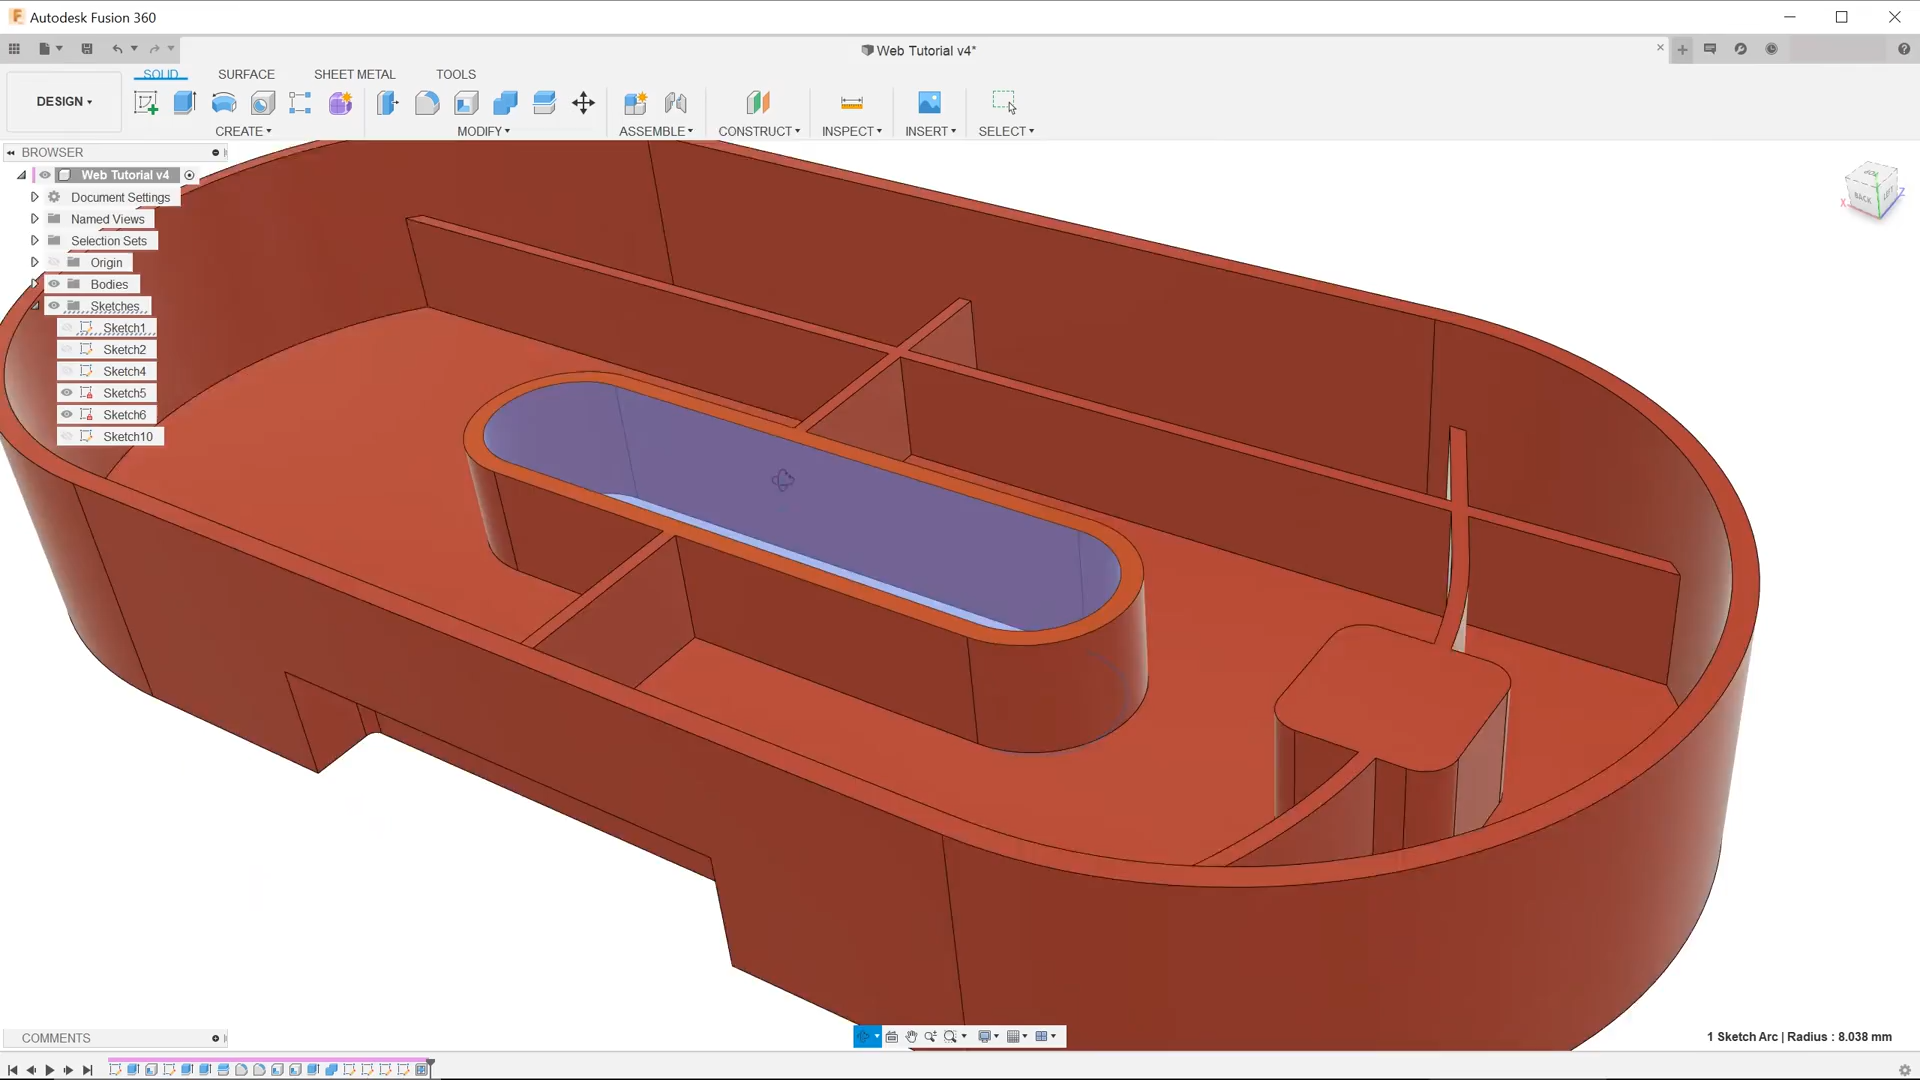 Autodesk Fusion 360
Web Tutorial v4*
SOLID SURFACE SHEET METAL TOOLS
DESIGN
CREATE MODIFY ASSEMBLE CONSTRUCT INSPECT INSERT SELECT
BROWSER
Web Tutorial v4
Document Settings
Named Views
Selection Sets
Origin
Bodies
Sketches
Sketch1
Sketch2
Sketch4
Sketch5
Sketch6
Sketch10
BACK
X
Z
COMMENTS
1 Sketch Arc | Radius : 8.038 mm